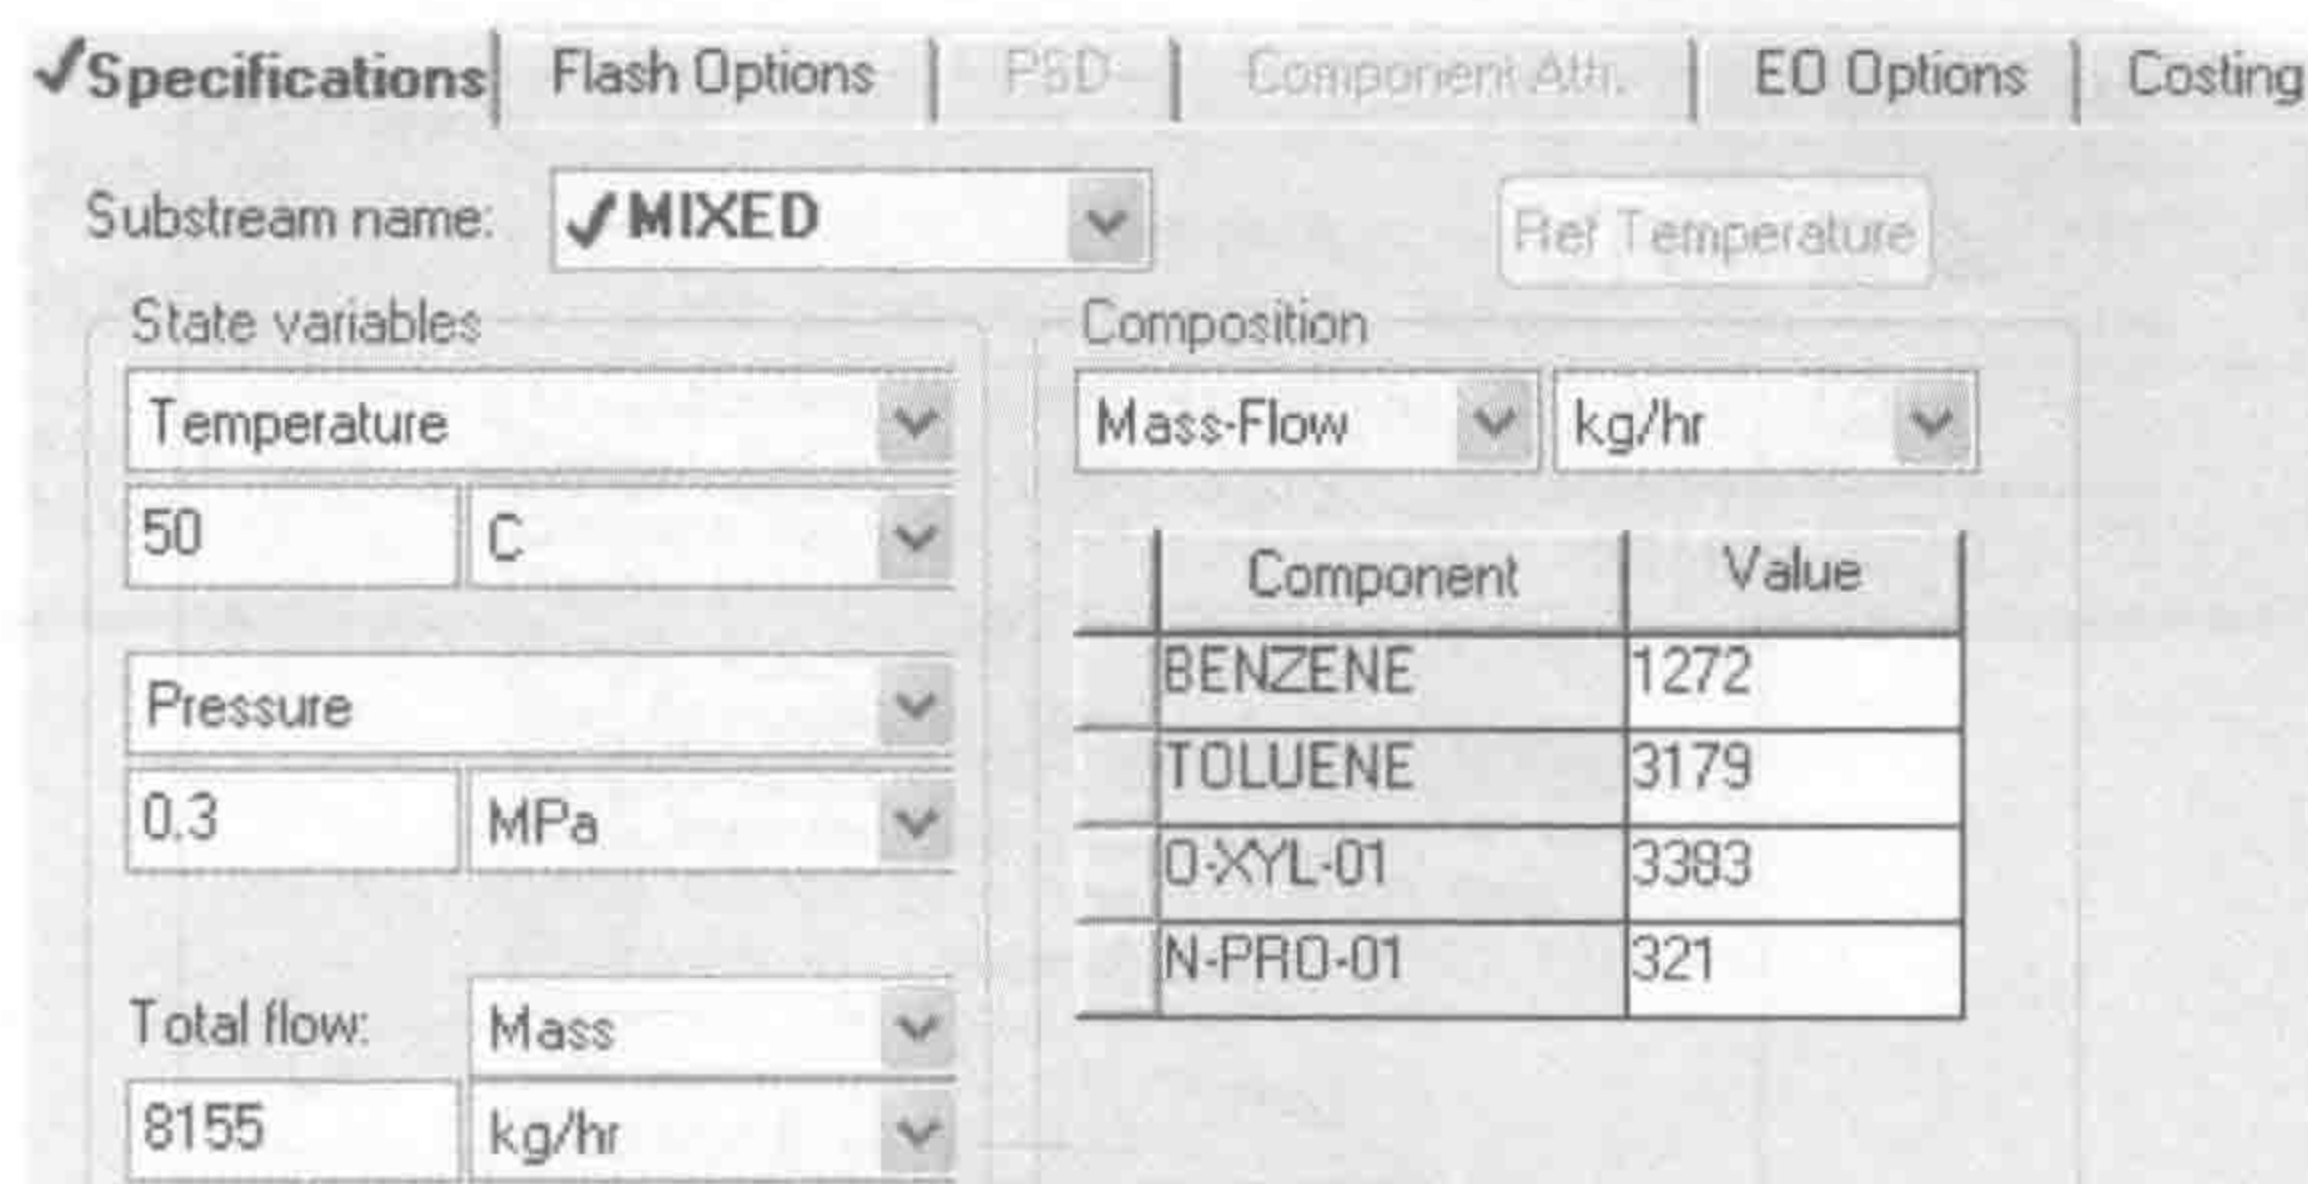 ✓Specifications Flash Options PSD Component Attr. EO Options Costing
Substream name: ✓MIXED Ref Temperature
State variables
Temperature
50 C
Pressure
0.3 MPa
Total flow: Mass
8155 kg/hr
Composition
Mass-Flow kg/hr
Component Value
BENZENE 1272
TOLUENE 3179
O-XYL-01 3383
N-PRO-01 321